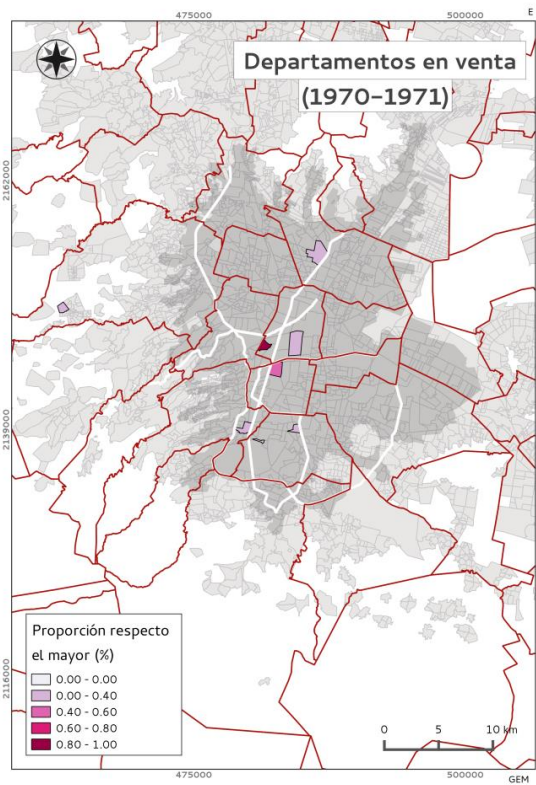 475000
500000
E
Departamentos en venta
(1970-1971)
2162000
2139000
2116000
Proporción respecto
el mayor (%)
0.00 - 0.00
0.00 - 0.40
0.40 - 0.60
0.60 - 0.80
0.80 - 1.00
0 5 10 km
475000
500000
GEM